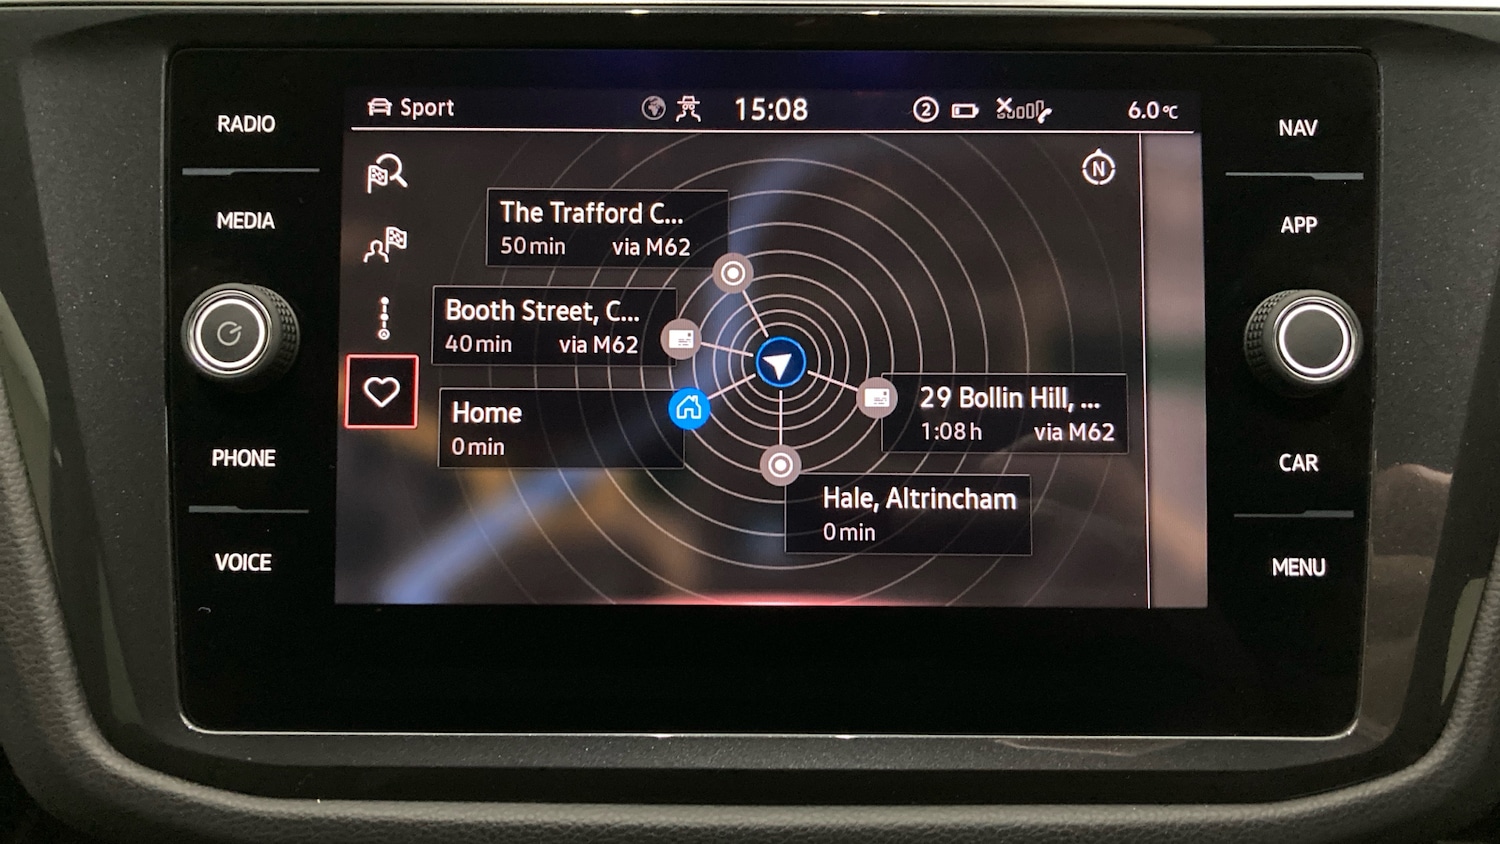 RADIO
MEDIA
PHONE
VOICE
Sport
15:08
2
6.0°C
N
The Trafford C...
50 min via M62
Booth Street, C...
40 min via M62
Home
0 min
29 Bollin Hill, ...
1:08 h via M62
Hale, Altrincham
0 min
NAV
APP
CAR
MENU